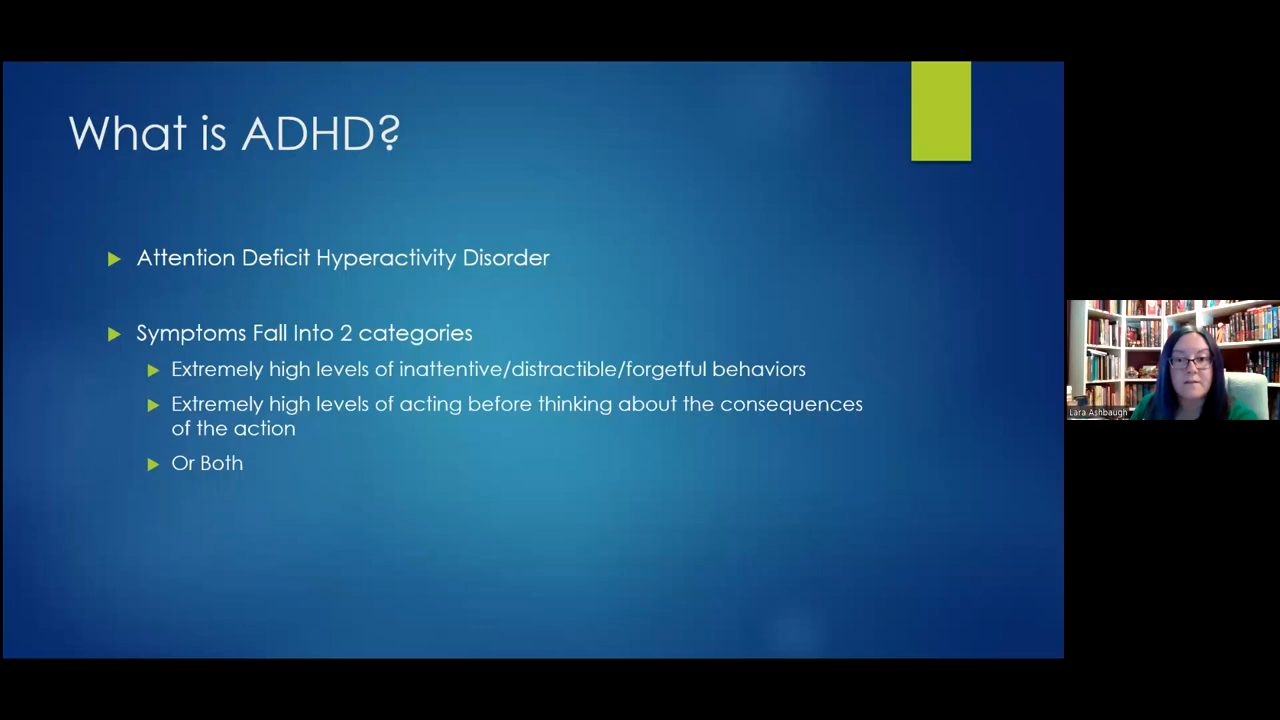 What is ADHD?
Attention Deficit Hyperactivity Disorder
Symptoms Fall Into 2 categories
Extremely high levels of inattentive/distractible/forgetful behaviors
Extremely high levels of acting before thinking about the consequences
of the action
Or Both
Lara Ashbaugh